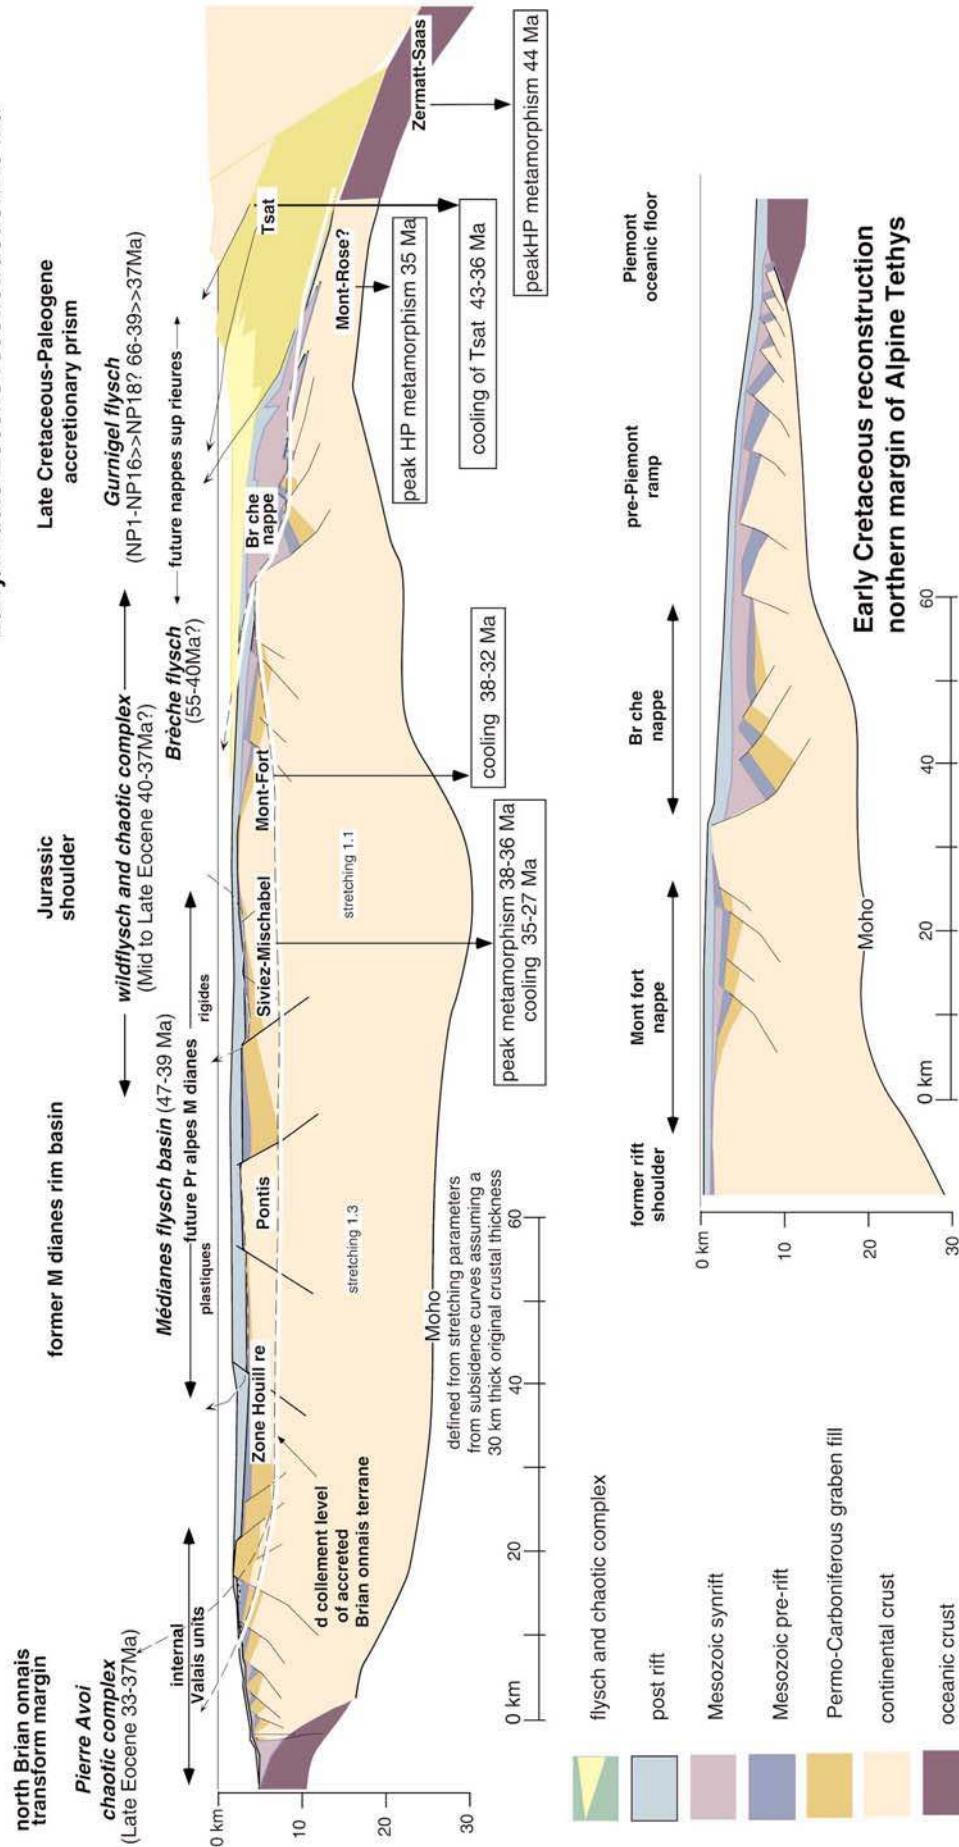 Late Cretaceous-Paleogene
accretionary prism
Jurassic
shoulder
former M dianes rim basin
north Brian onnais
transform margin
Gurnigel flysch
(NP1-NP16>>NP18? 66-39>>37Ma)
wildflysch and chaotic complex
(Mid to Late Eocene 40-37Ma?)
future nappes sup rieures
Brèche flysch
(55-40Ma?)
Médianes flysch basin (47-39 Ma)
future Pr alpes M dianes
plastiques
rigides
Pierre Avoi
chaotic complex
(Late Eocene 33-37Ma)
internal
Valais units
0 km
10
20
30
Zone Houill re
Pontis
Siviez-Mischabel
Mont-Fort
Br che
nappe
Tsat
Mont-Rose?
Zermatt-Saas
stretching 1.3
stretching 1.1
d collement level
of accreted
Brian onnais terrane
Moho
defined from stretching parameters
from subsidence curves assuming a
30 km thick original crustal thickness
0 km
20
40
60
peak metamorphism 38-36 Ma
cooling 35-27 Ma
cooling 38-32 Ma
peak HP metamorphism 35 Ma
cooling of Tsat 43-36 Ma
peakHP metamorphism 44 Ma
flysch and chaotic complex
post rift
Mesozoic synrift
Mesozoic pre-rift
Permo-Carboniferous graben fill
continental crust
oceanic crust
former rift
shoulder
Mont fort
nappe
Br che
nappe
pre-Piemont
ramp
Piemont
oceanic floor
0 km
10
20
30
Moho
0 km
20
40
60
Early Cretaceous reconstruction
northern margin of Alpine Tethys